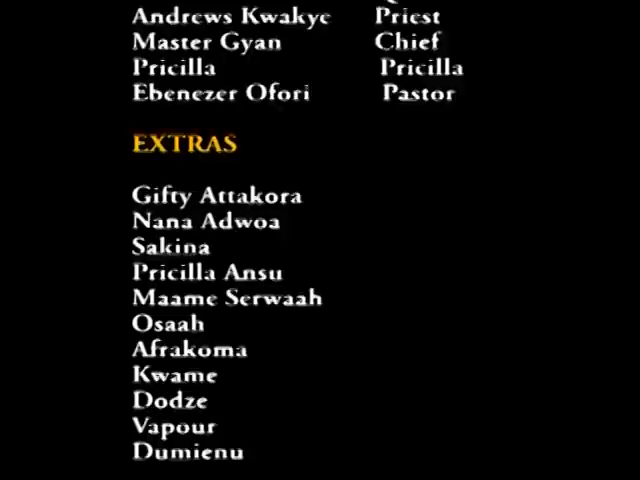 Andrews Kwakye Priest
Master Gyan Chief
Pricilla Pricilla
Ebenezer Ofori Pastor
EXTRAS
Gifty Attakora
Nana Adwoa
Sakina
Pricilla Ansu
Maame Serwaah
Osaah
Afrakoma
Kwame
Dodze
Vapour
Dumienu